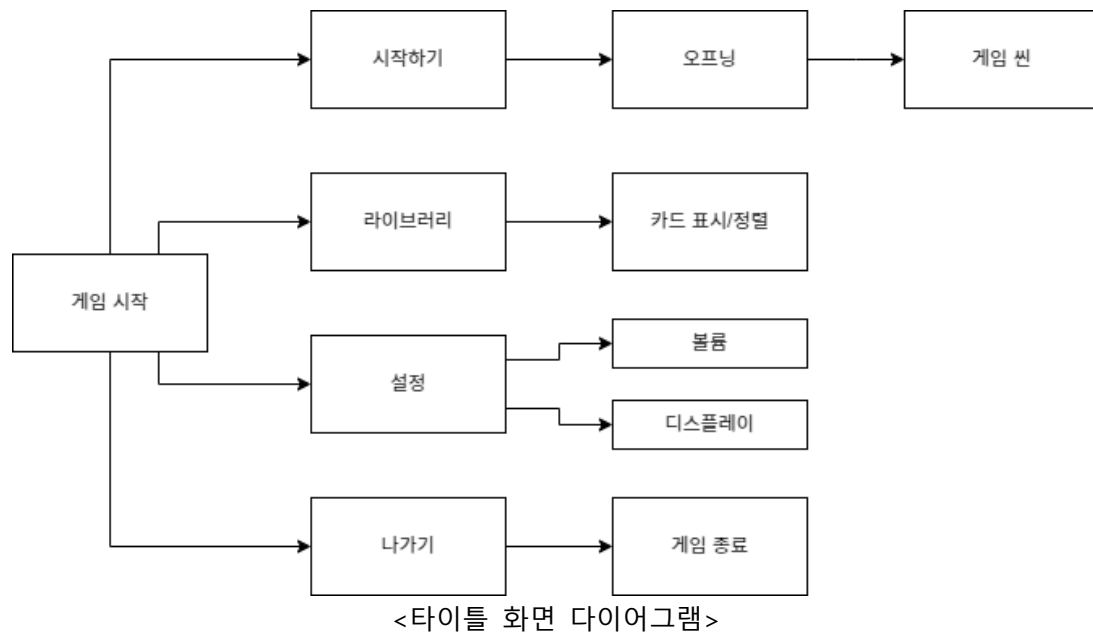 시작하기
오프닝
게임 씬
라이브러리
카드 표시/정렬
게임 시작
설정
볼륨
디스플레이
나가기
게임 종료
<타이틀 화면 다이어그램>